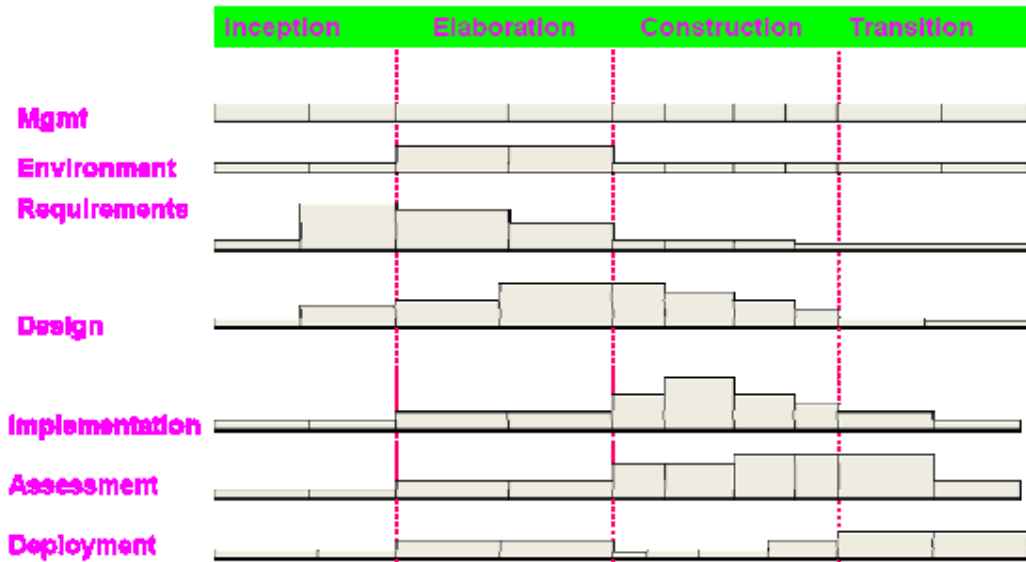 Inception Elaboration Construction Transition
Mgmt
Environment
Requirements
Design
Implementation
Assessment
Deployment